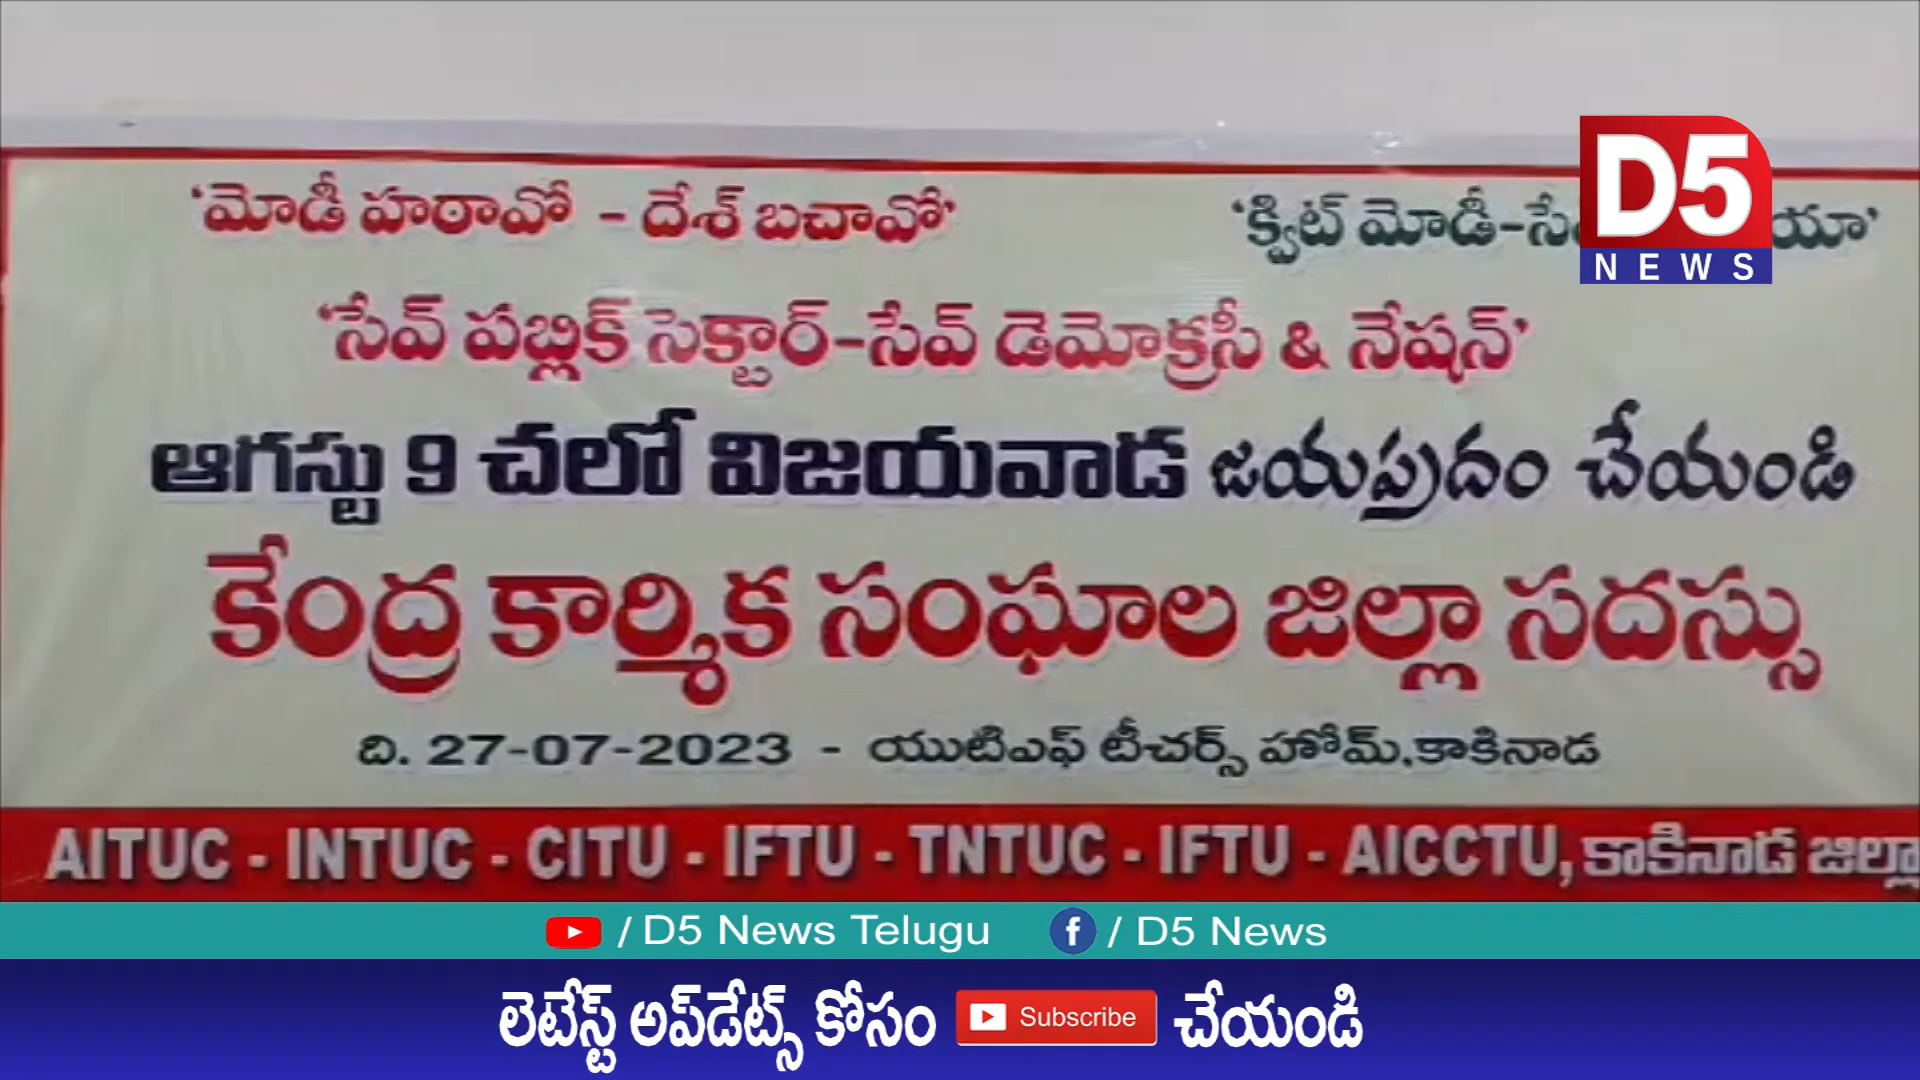 ‘మోడీ హఠావో - దేశ్ బచావో’
‘క్విట్ మోడీ-సే యా’
D5
NEWS
‘సేవ్ పబ్లిక్ సెక్టార్-సేవ్ డెమోక్రసీ & నేషన్’
ఆగస్టు 9 చలో విజయవాడ జయప్రదం చేయండి
కేంద్ర కార్మిక సంఘాల జిల్లా సదస్సు
ది. 27-07-2023 - యుటిఎఫ్ టీచర్స్ హోమ్.కాకినాడ
AITUC - INTUC - CITU - IFTU - TNTUC - IFTU - AICCTU, కాకినాడ జిల్లా
/ D5 News Telugu / D5 News
లెటేస్ట్ అప్‌డేట్స్ కోసం Subscribe చేయండి